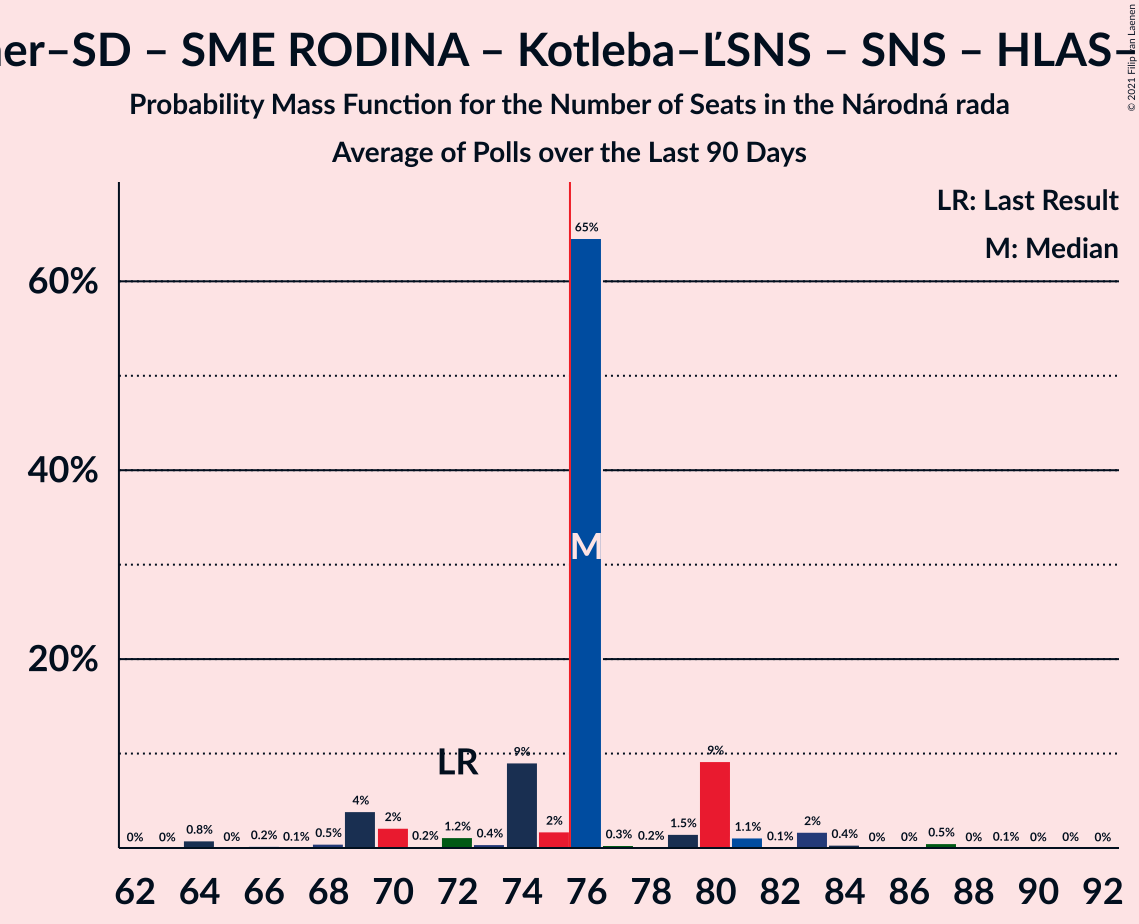 er–SD – SME RODINA – Kotleba–ĽSNS – SNS – HLAS–
Probability Mass Function for the Number of Seats in the Národná rada
Average of Polls over the Last 90 Days
© 2021 Filip van Laenen
LR: Last Result
M: Median
60%
40%
20%
LR
M
0% 0% 0.8% 0% 0.2% 0.1% 0.5% 4% 2% 0.2% 1.2% 0.4% 9% 2% 65% 0.3% 0.2% 1.5% 9% 1.1% 0.1% 2% 0.4% 0% 0% 0.5% 0% 0.1% 0% 0% 0%
62 64 66 68 70 72 74 76 78 80 82 84 86 88 90 92